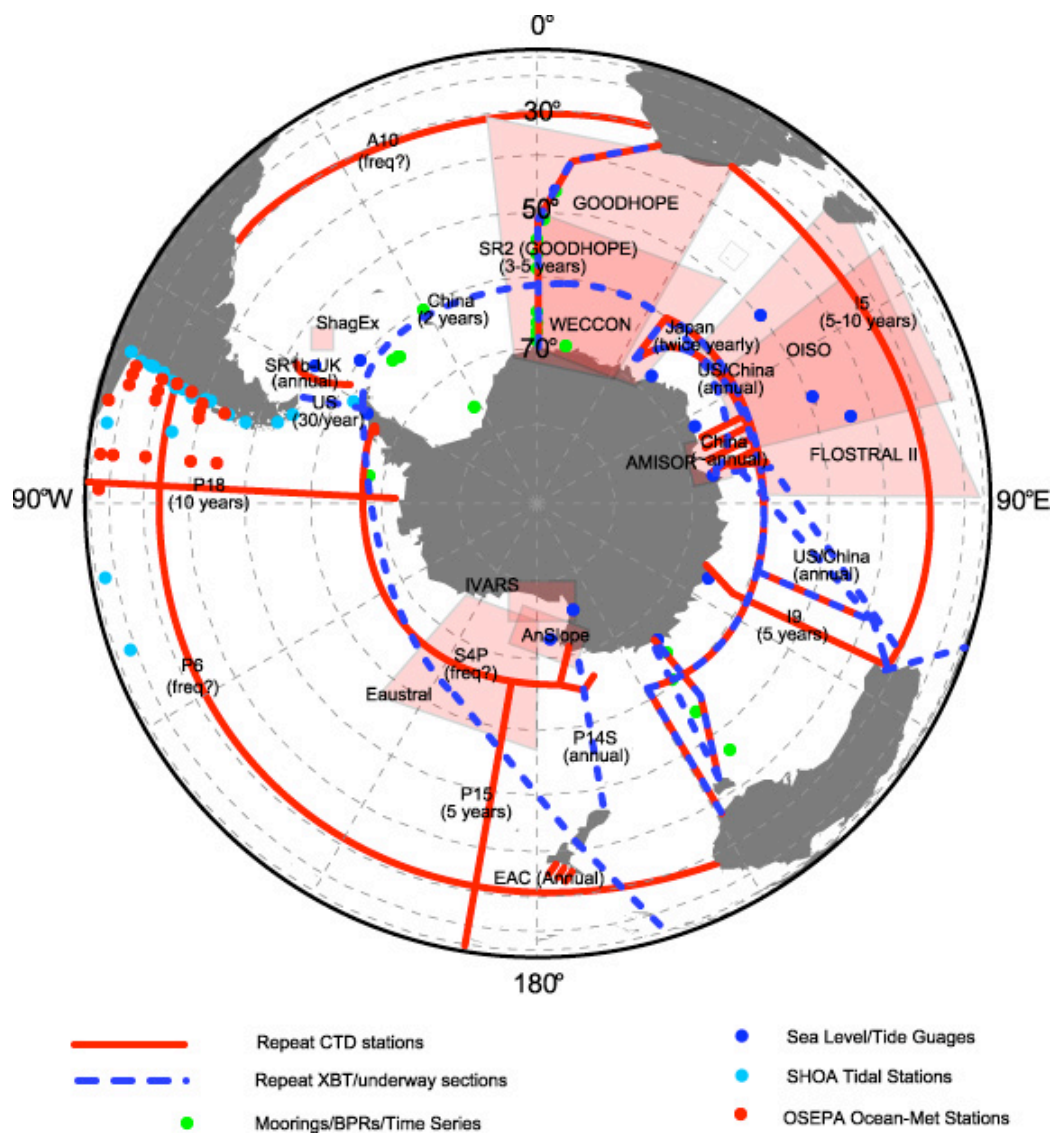 0°
30°
A10
(freq?)
GOODHOPE
50°
SR2 (GOODHOPE)
(3-5 years)
China
(2 years)
I5
(5-10 years)
ShagEx
WECCON
Japan
(twice yearly)
70°
OISO
SR1b-UK
(annual)
US/China
(annual)
US
(30/year)
China
(~annual)
AMISOR
FLOSTRAL II
P18
(10 years)
90°W
90°E
US/China
(annual)
IVARS
I9
(5 years)
AnSlope
S4P
(freq?)
P6
(freq?)
Eaustral
P14S
(annual)
P15
(5 years)
EAC (Annual)
180°
Repeat CTD stations
Sea Level/Tide Guages
Repeat XBT/underway sections
SHOA Tidal Stations
Moorings/BPRs/Time Series
OSEPA Ocean-Met Stations